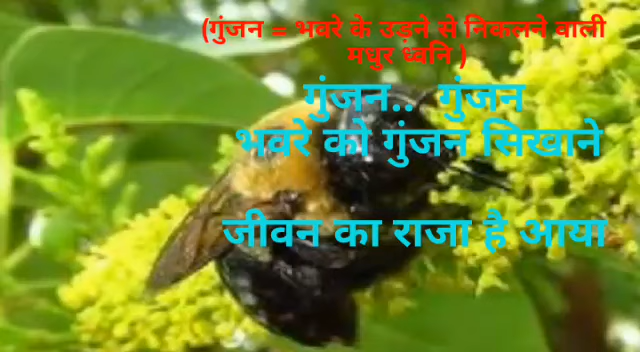 (गुंजन = भवरे के उड़ने से निकलने वाली
मधुर ध्वनि )
गुंजन.. गुंजन
भवरे को गुंजन सिखाने
जीवन का राजा है आया